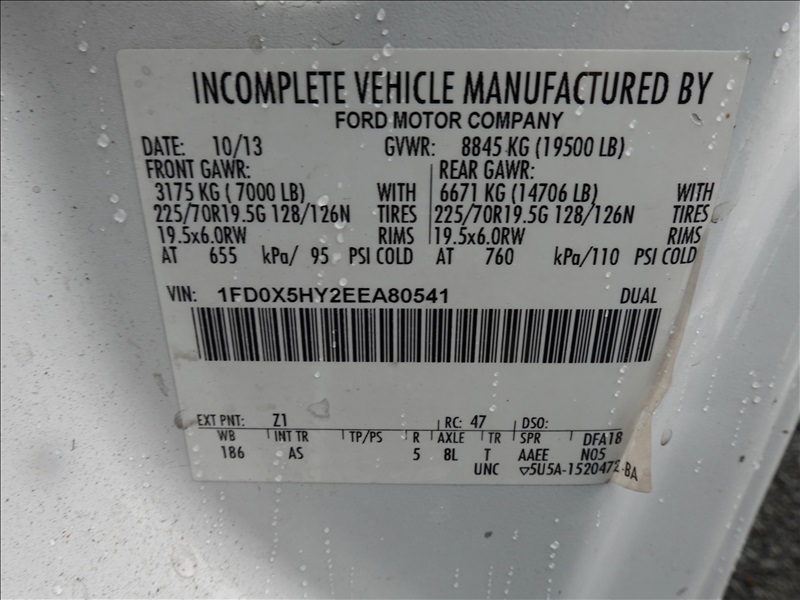 INCOMPLETE VEHICLE MANUFACTURED BY
FORD MOTOR COMPANY
DATE: 10/13 GVWR: 8845 KG (19500 LB)
FRONT GAWR: REAR GAWR:
3175 KG ( 7000 LB) WITH 6671 KG (14706 LB) WITH
225/70R19.5G 128/126N TIRES 225/70R19.5G 128/126N TIRES
19.5x6.0RW RIMS 19.5x6.0RW RIMS
AT 655 kPa/ 95 PSI COLD AT 760 kPa/110 PSI COLD
VIN: 1FD0X5HY2EEA80541 DUAL
EXT PNT: Z1 RC: 47 DSO:
WB INT TR TP/PS R AXLE TR SPR DFA18
186 AS 5 8L T AAEE N05
UNC ▽5U5A-1520472-BA